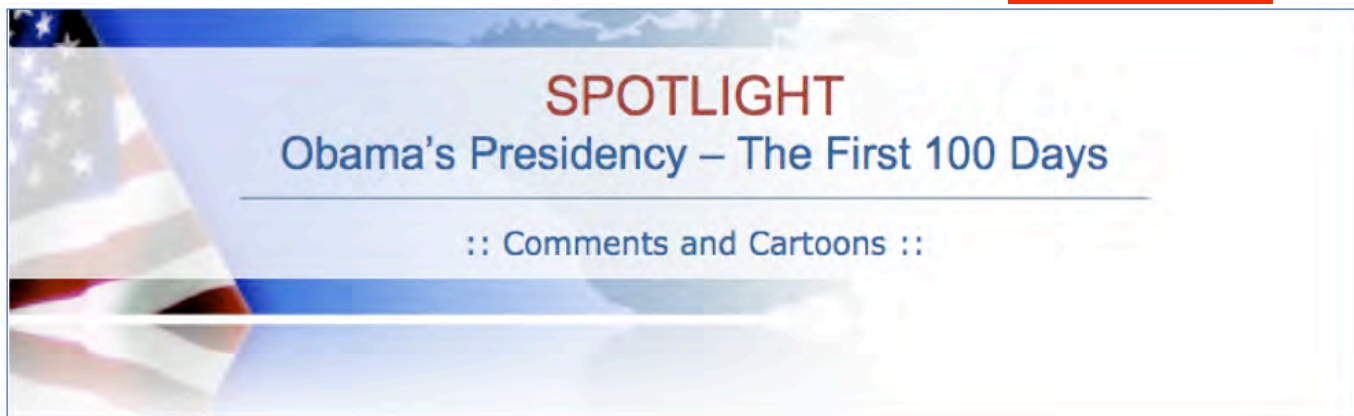 SPOTLIGHT
Obama's Presidency – The First 100 Days
:: Comments and Cartoons ::